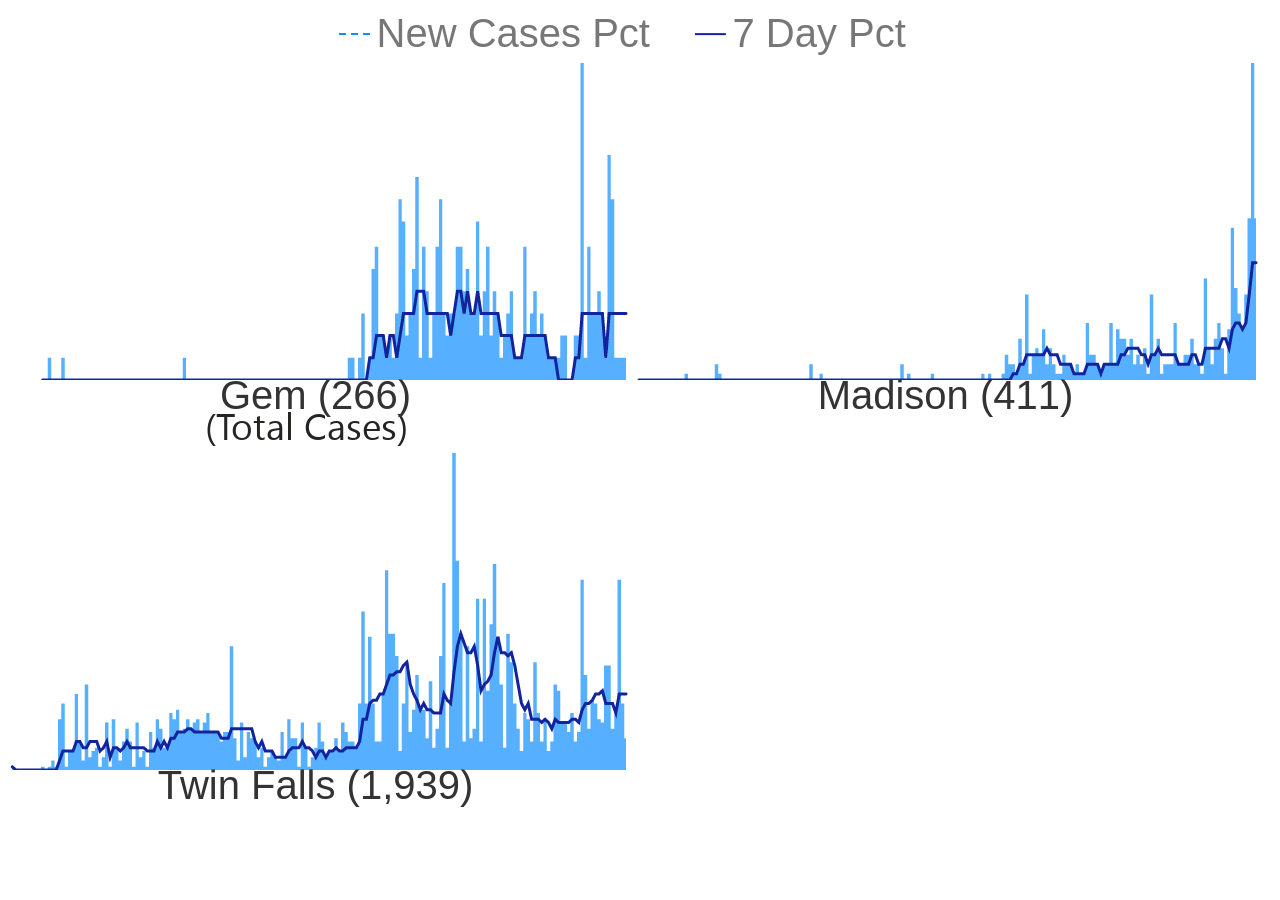 New Cases Pct 7 Day Pct
Gem (266)
(Total Cases)
Madison (411)
Twin Falls (1,939)